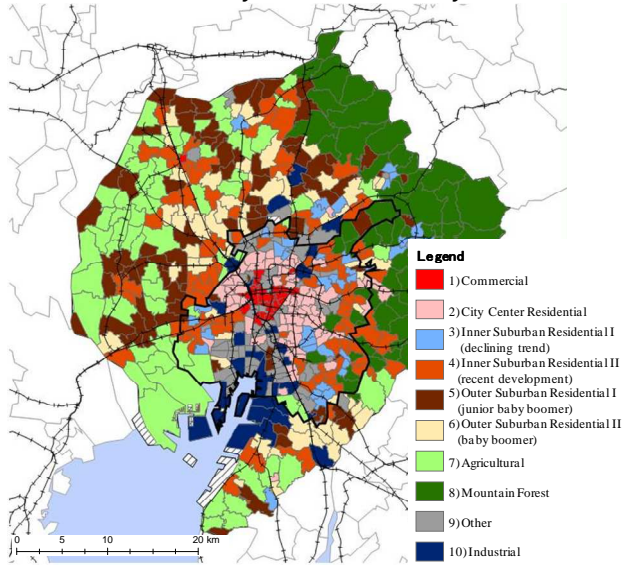 Legend
1) Commercial
2) City Center Residential
3) Inner Suburban Residential I
(declining trend)
4) Inner Suburban Residential II
(recent development)
5) Outer Suburban Residential I
(junior baby boomer)
6) Outer Suburban Residential II
(baby boomer)
7) Agricultural
8) Mountain Forest
9) Other
10) Industrial
0 5 10 20 km